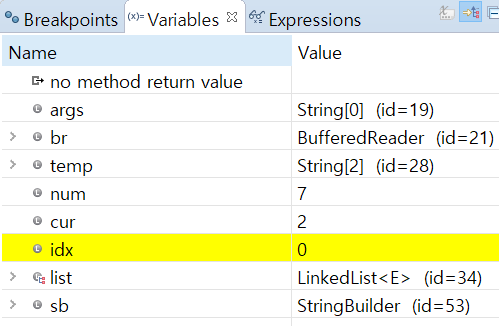 Breakpoints (x)= Variables Expressions
Name Value
no method return value
args String[0] (id=19)
br BufferedReader (id=21)
temp String[2] (id=28)
num 7
cur 2
idx 0
list LinkedList<E> (id=34)
sb StringBuilder (id=53)